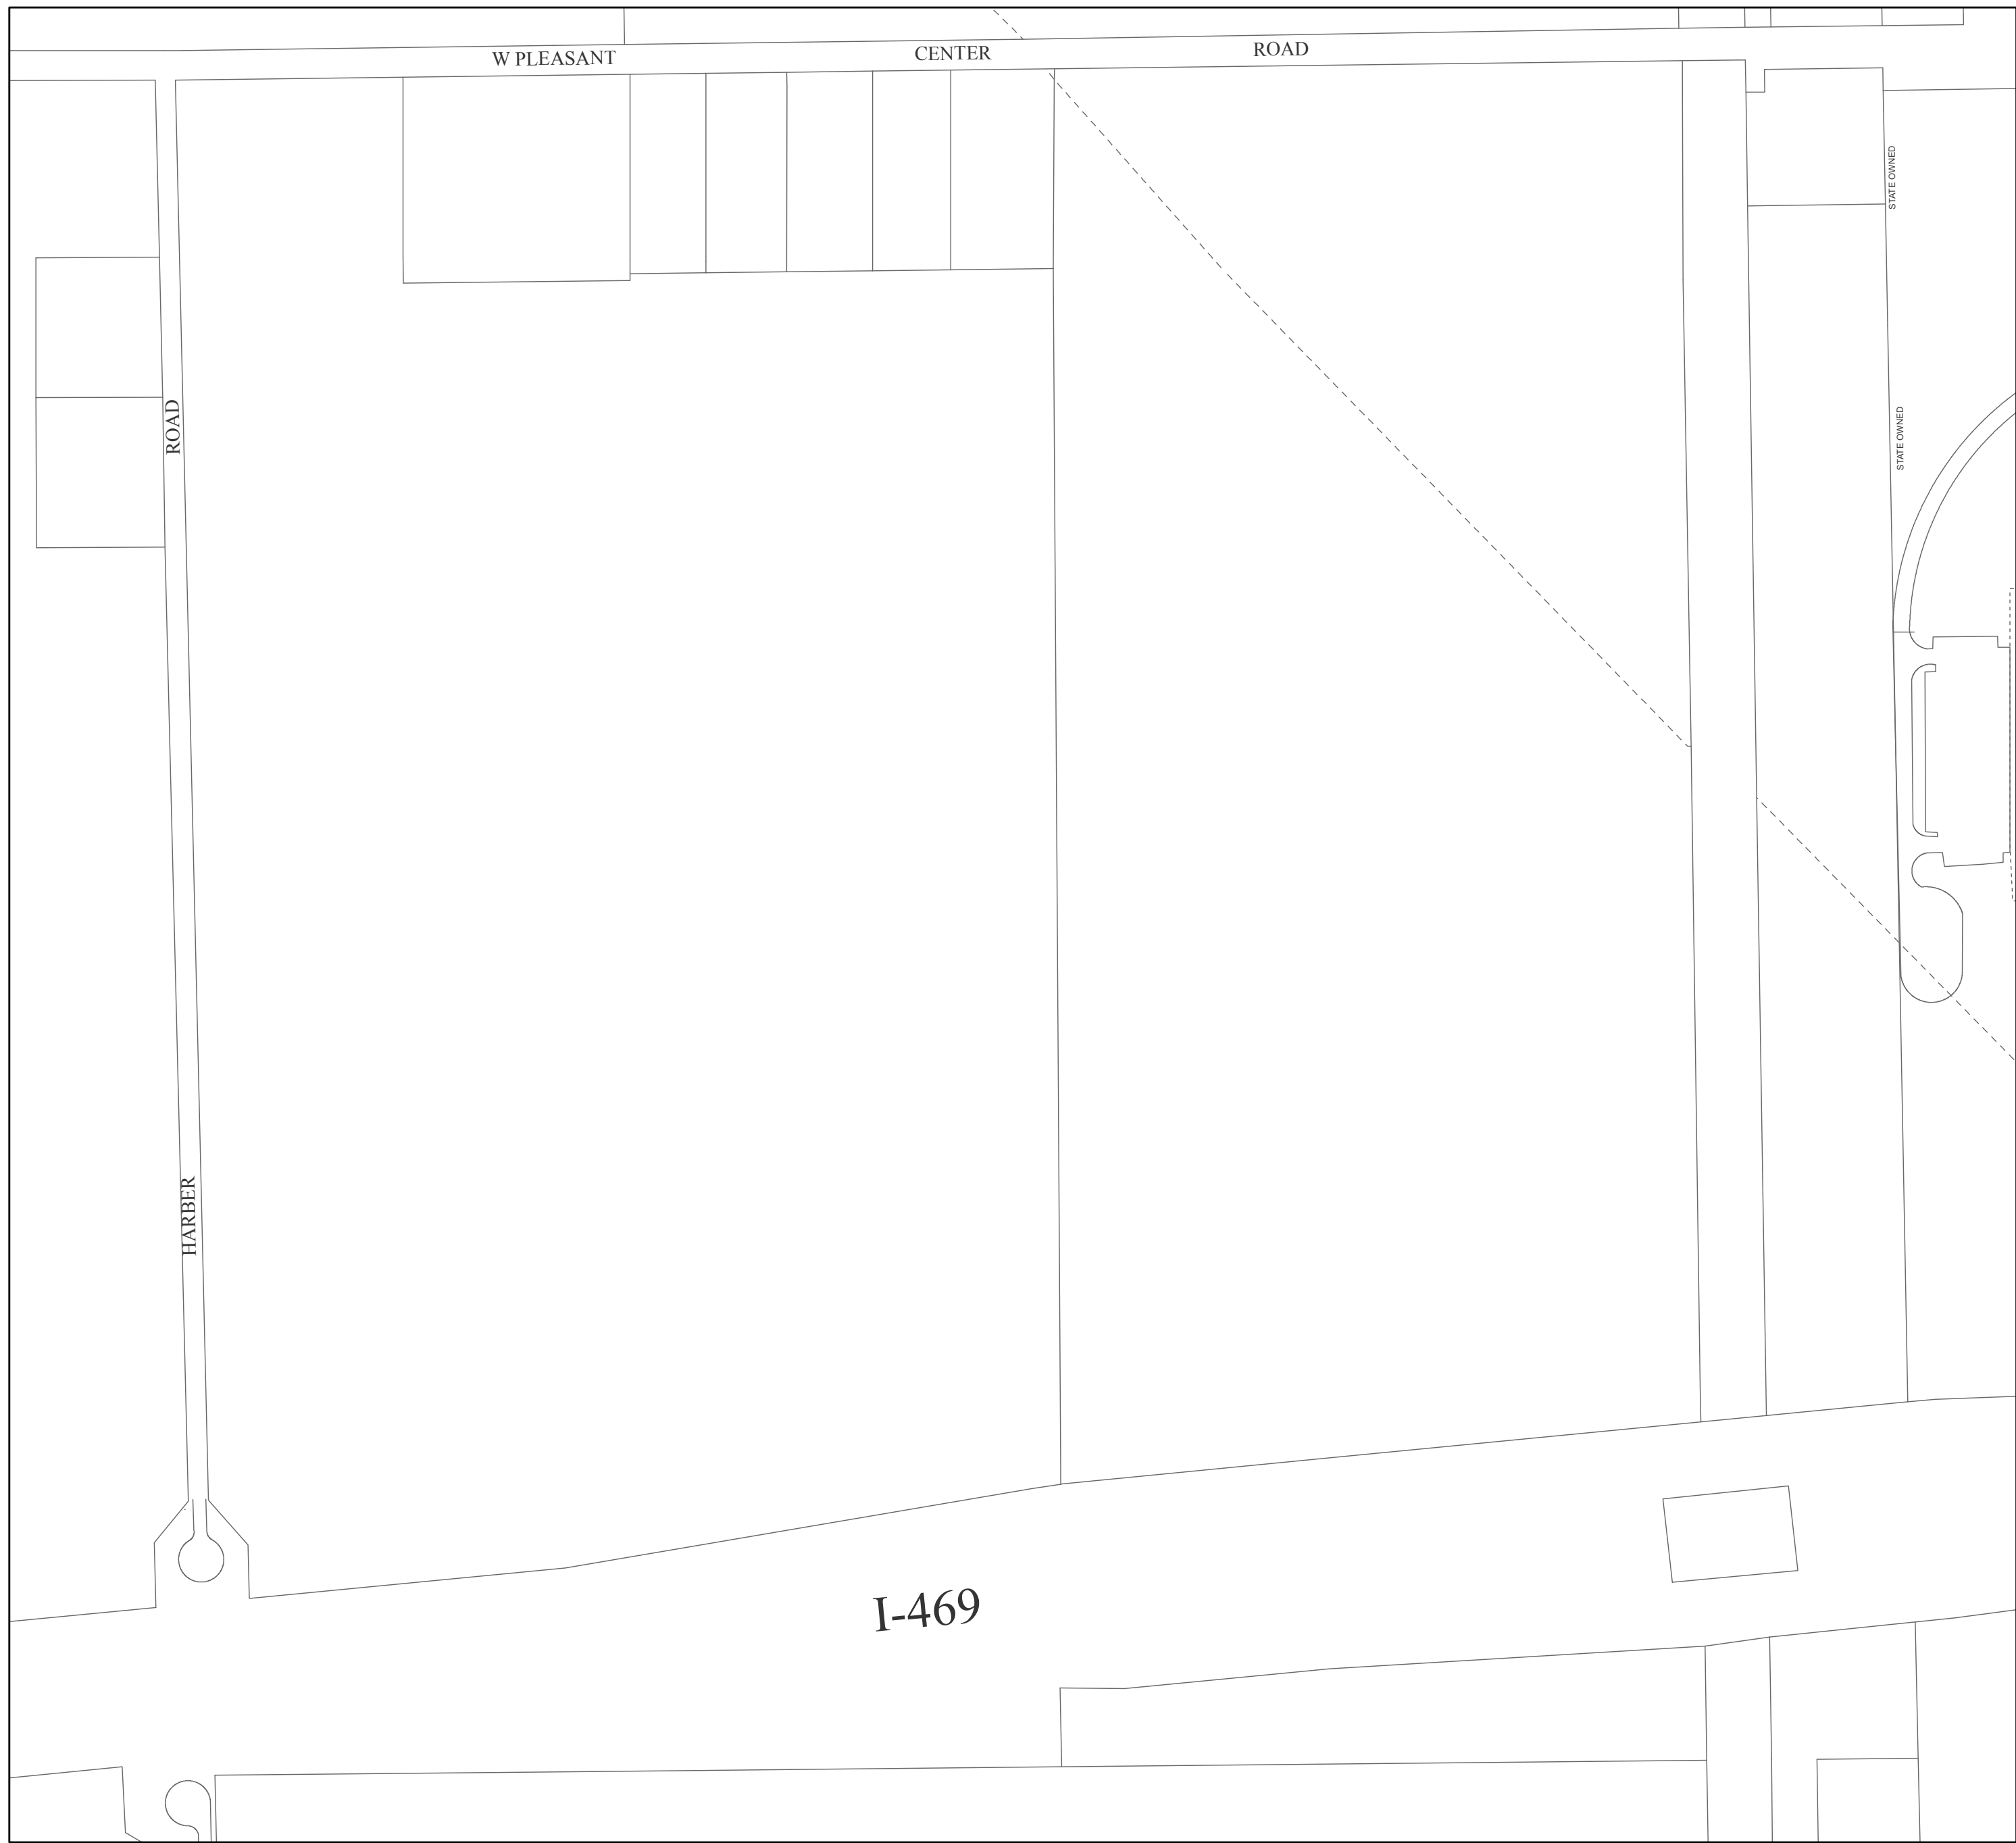 W PLEASANT CENTER ROAD
STATE OWNED
ROAD
STATE OWNED
HARBER
I-469